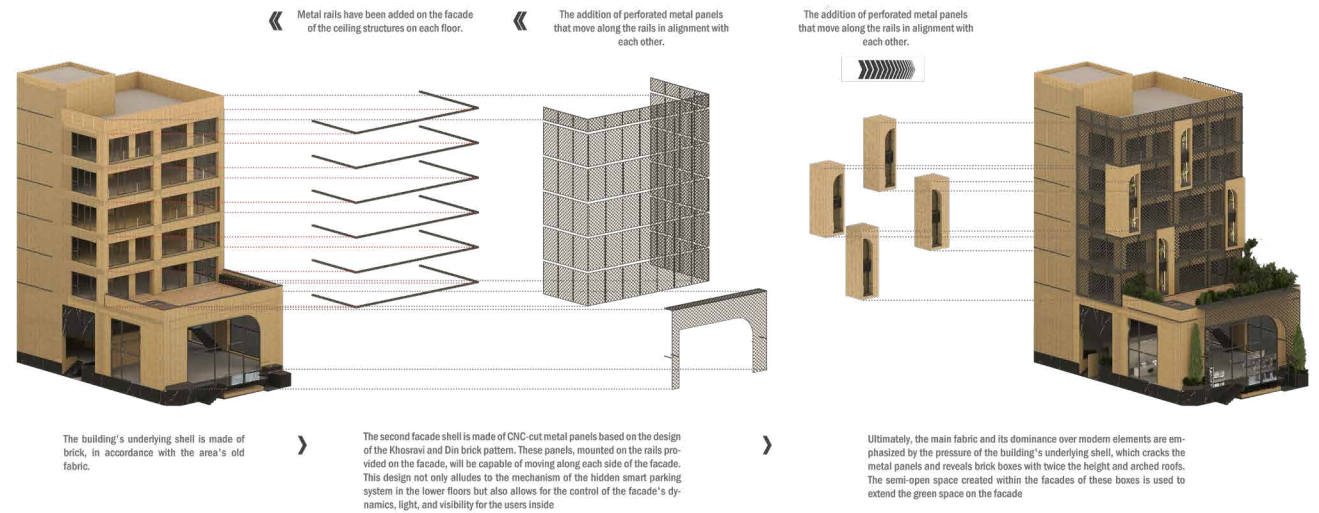 Metal rails have been added on the facade
of the ceiling structures on each floor.
The addition of perforated metal panels
that move along the rails in alignment with
each other.
The addition of perforated metal panels
that move along the rails in alignment with
each other.
The building's underlying shell is made of
brick, in accordance with the area's old
fabric.
The second facade shell is made of CNC-cut metal panels based on the design
of the Khosravi and Din brick pattern. These panels, mounted on the rails pro-
vided on the facade, will be capable of moving along each side of the facade.
This design not only alludes to the mechanism of the hidden smart parking
system in the lower floors but also allows for the control of the facade's dy-
namics, light, and visibility for the users inside
Ultimately, the main fabric and its dominance over modern elements are em-
phasized by the pressure of the building's underlying shell, which cracks the
metal panels and reveals brick boxes with twice the height and arched roofs.
The semi-open space created within the facades of these boxes is used to
extend the green space on the facade